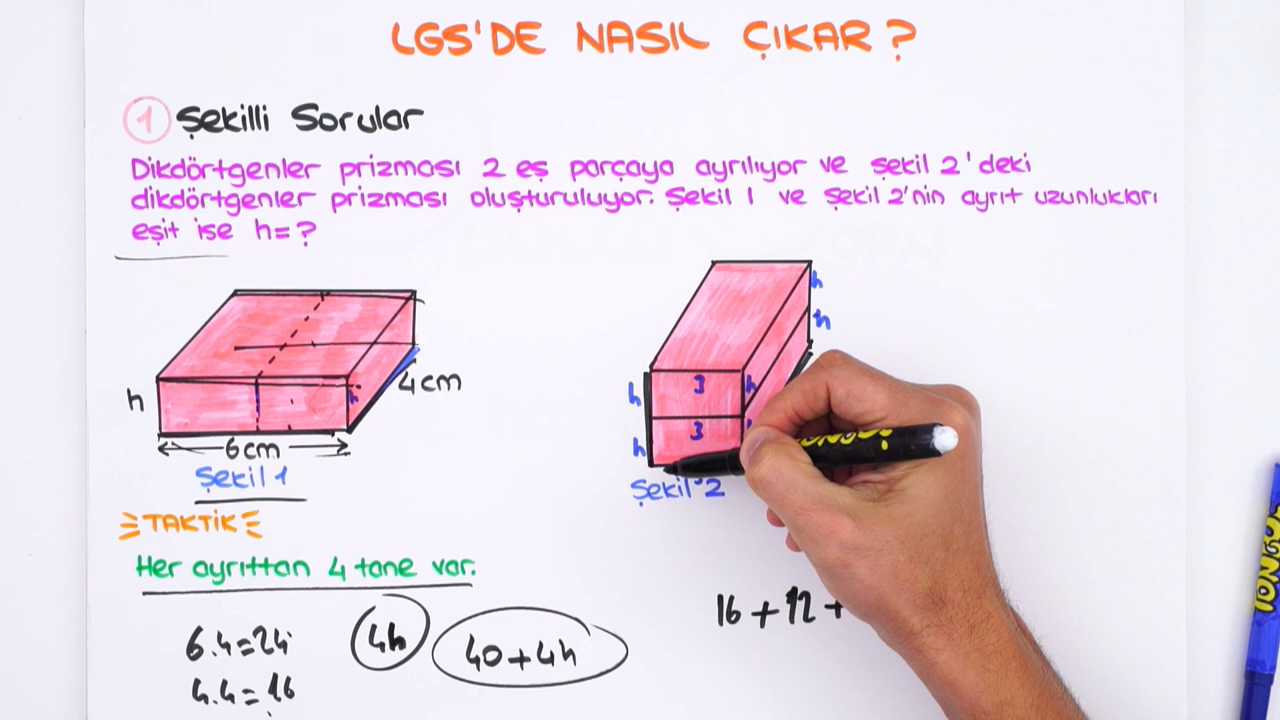 LGS'DE NASIL ÇIKAR?
1 Şekilli Sorular
Dikdörtgenler prizması 2 eş parçaya ayrılıyor ve şekil 2'deki
dikdörtgenler prizması oluşturuluyor. Şekil 1 ve şekil 2'nin ayrıt uzunlukları
eşit ise h=?
h
h
4cm
6cm
Şekil 1
h
h
h
h
3
3
h
Şekil 2
TAKTİK
Her ayrıttan 4 tane var.
6.4=24
4.4=16
4h
40+4h
16+12+